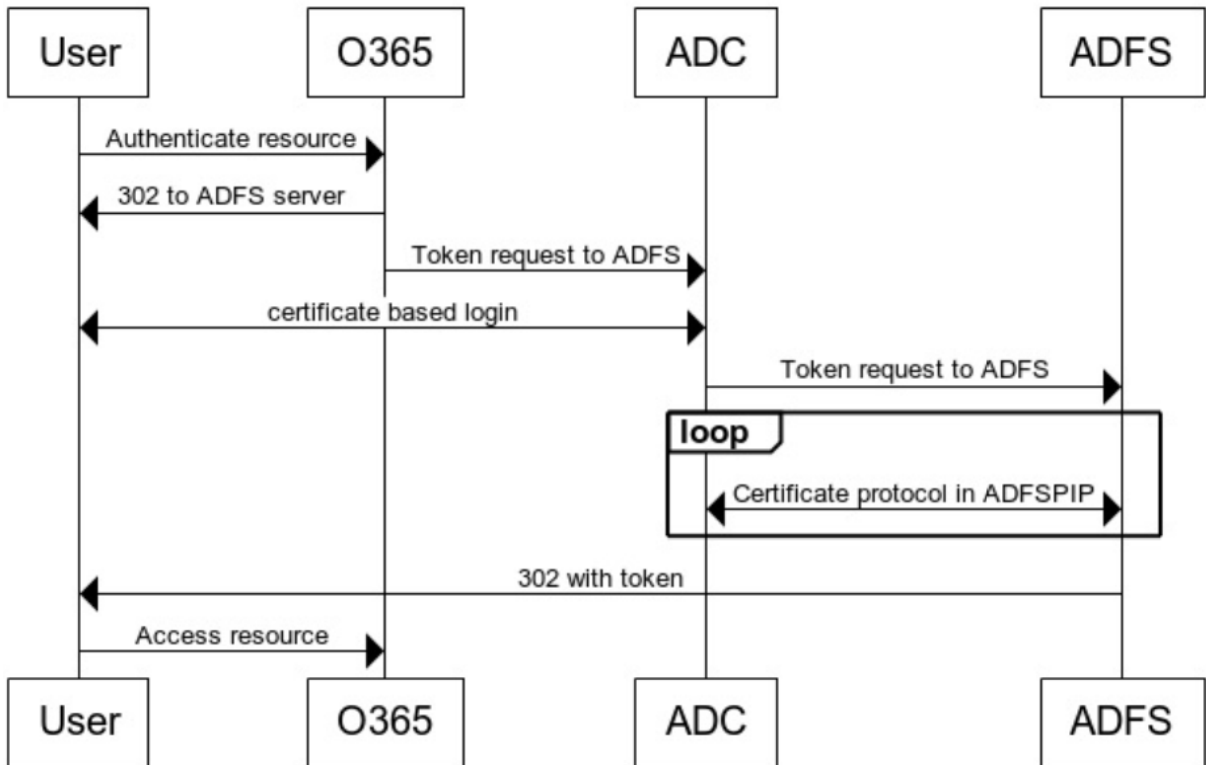 User O365 ADC ADFS
Authenticate resource
302 to ADFS server
Token request to ADFS
certificate based login
Token request to ADFS
loop
Certificate protocol in ADFSPIP
302 with token
Access resource
User O365 ADC ADFS